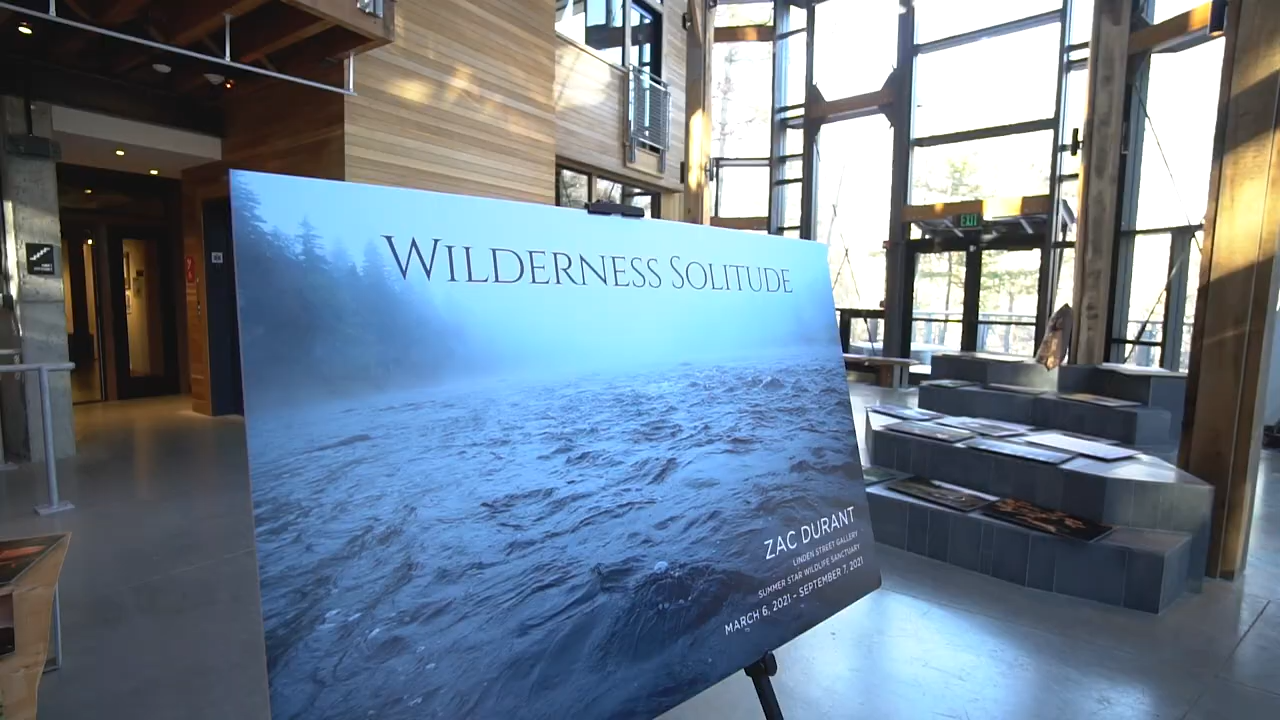 WILDERNESS SOLITUDE
EXIT
ZAC DURANT
LINDEN STREET GALLERY
SUMMER STAR WILDLIFE SANCTUARY
MARCH 6, 2021 - SEPTEMBER 7, 2021